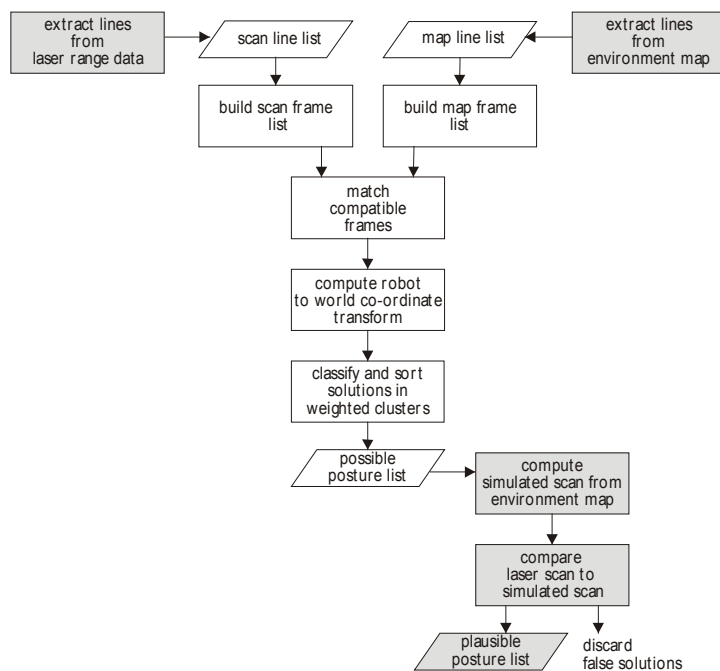 extract lines
from
laser range data
scan line list
map line list
extract lines
from
environment map
build scan frame
list
build map frame
list
match
compatible
frames
compute robot
to world co-ordinate
transform
classify and sort
solutions in
weighted clusters
possible
posture list
compute
simulated scan from
environment map
compare
laser scan to
simulated scan
plausible
posture list
discard
false solutions